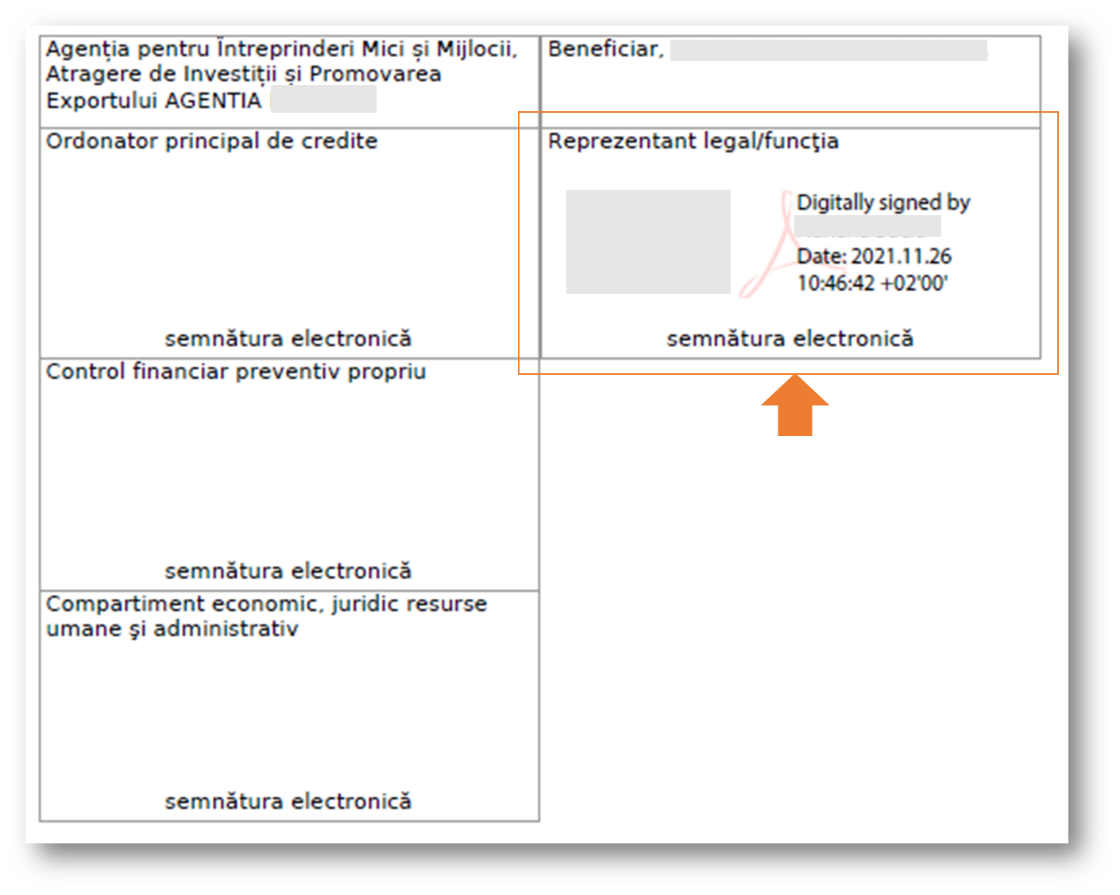 Agenția pentru Întreprinderi Mici și Mijlocii,
Atragere de Investiții și Promovarea
Exportului AGENTIA
Beneficiar,
Ordonator principal de credite
semnătura electronică
Reprezentant legal/funcţia
Digitally signed by
Date: 2021.11.26
10:46:42 +02'00'
semnătura electronică
Control financiar preventiv propriu
semnătura electronică
Compartiment economic, juridic resurse
umane şi administrativ
semnătura electronică